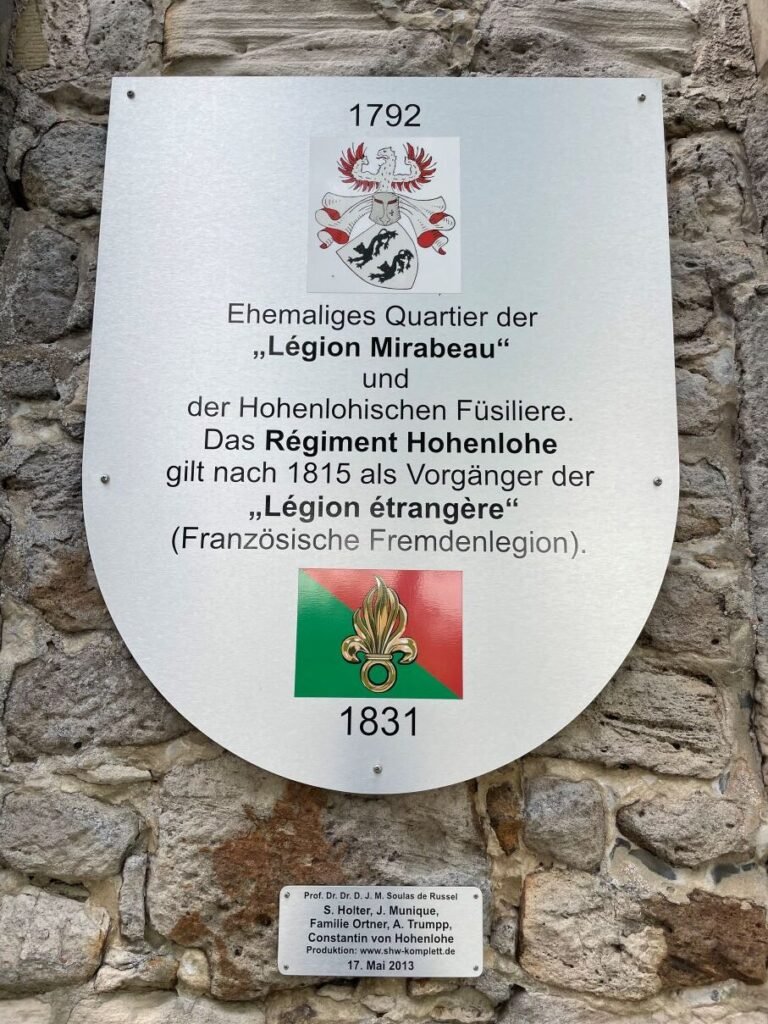 1792
Ehemaliges Quartier der
„Légion Mirabeau“
und
der Hohenlohischen Füsiliere.
Das Régiment Hohenlohe
gilt nach 1815 als Vorgänger der
„Légion étrangère“
(Französische Fremdenlegion).
1831
Prof. Dr. Dr. D. J. M. Soulas de Russel
S. Holter, J. Munique,
Familie Ortner, A. Trumpp,
Constantin von Hohenlohe
Produktion: www.shw-komplett.de
17. Mai 2013